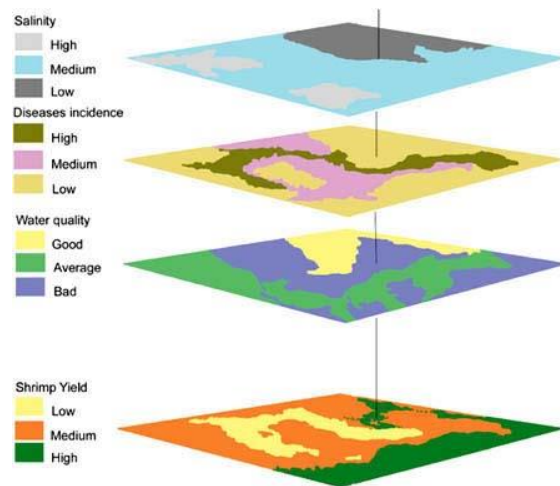 Salinity
High
Medium
Low
Diseases incidence
High
Medium
Low
Water quality
Good
Average
Bad
Shrimp Yield
Low
Medium
High